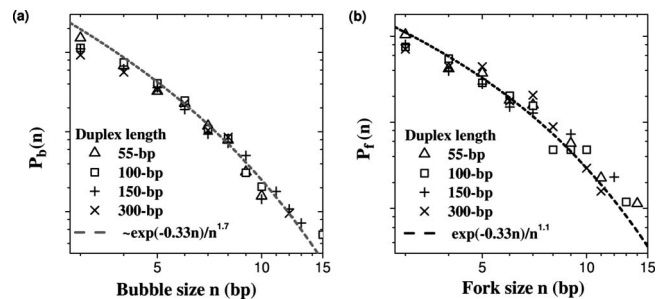 (a)
P_b(n)
Duplex length
55-bp
100-bp
150-bp
300-bp
~exp(-0.33n)/n^1.7
5
10
15
Bubble size n (bp)
(b)
P_f(n)
Duplex length
55-bp
100-bp
150-bp
300-bp
exp(-0.33n)/n^1.1
5
10
15
Fork size n (bp)